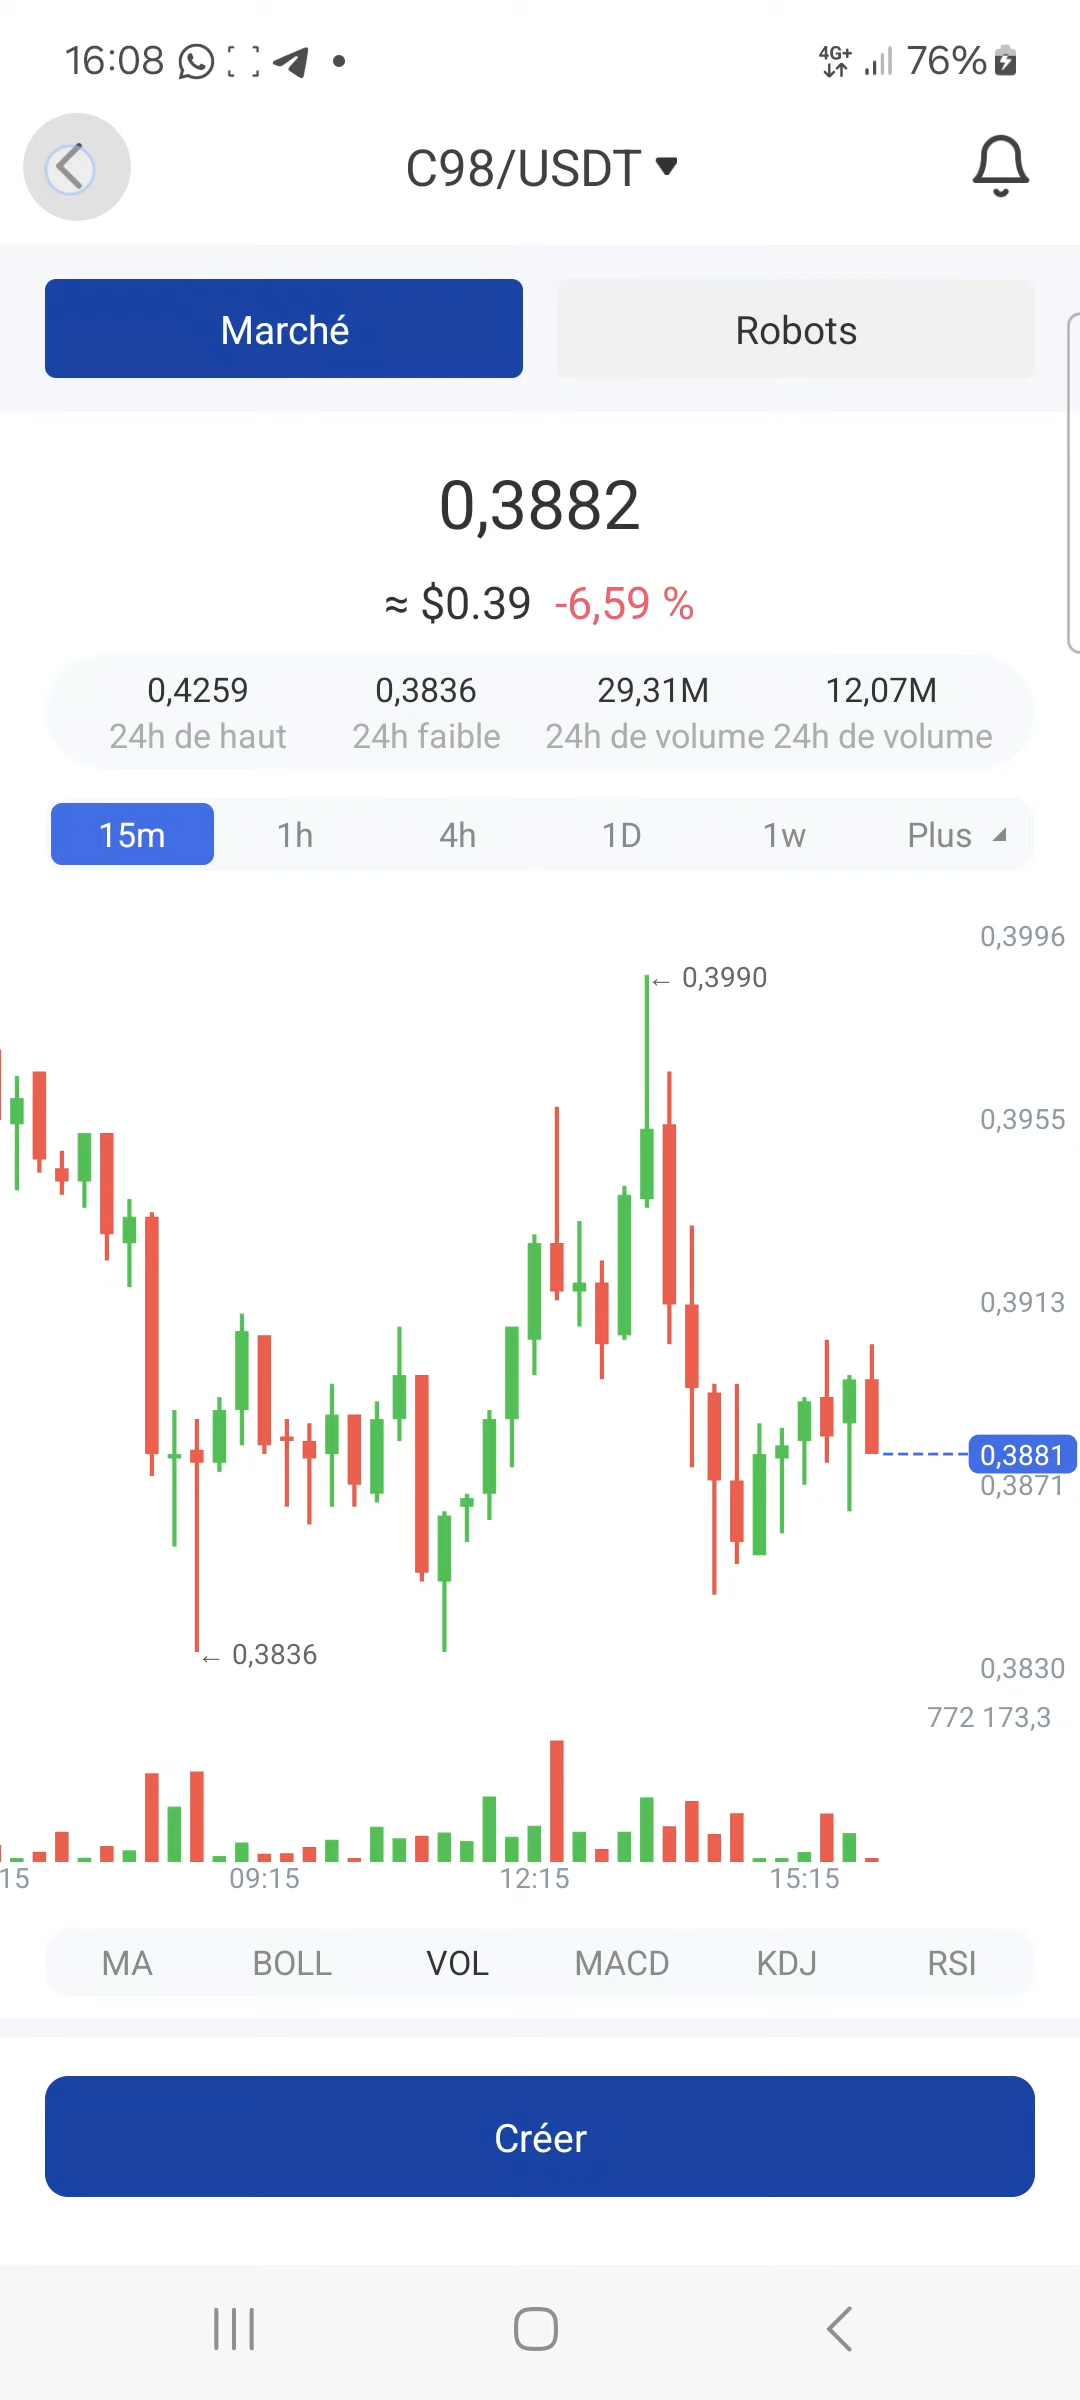 16:08 4G+ 76%
C98/USDT
Marché Robots
0,3882
≈ $0.39 -6,59 %
0,4259 0,3836 29,31M 12,07M
24h de haut 24h faible 24h de volume 24h de volume
15m 1h 4h 1D 1w Plus
0,3996
← 0,3990
0,3955
0,3913
0,3881
0,3871
← 0,3836
0,3830
772 173,3
15 09:15 12:15 15:15
MA BOLL VOL MACD KDJ RSI
Créer